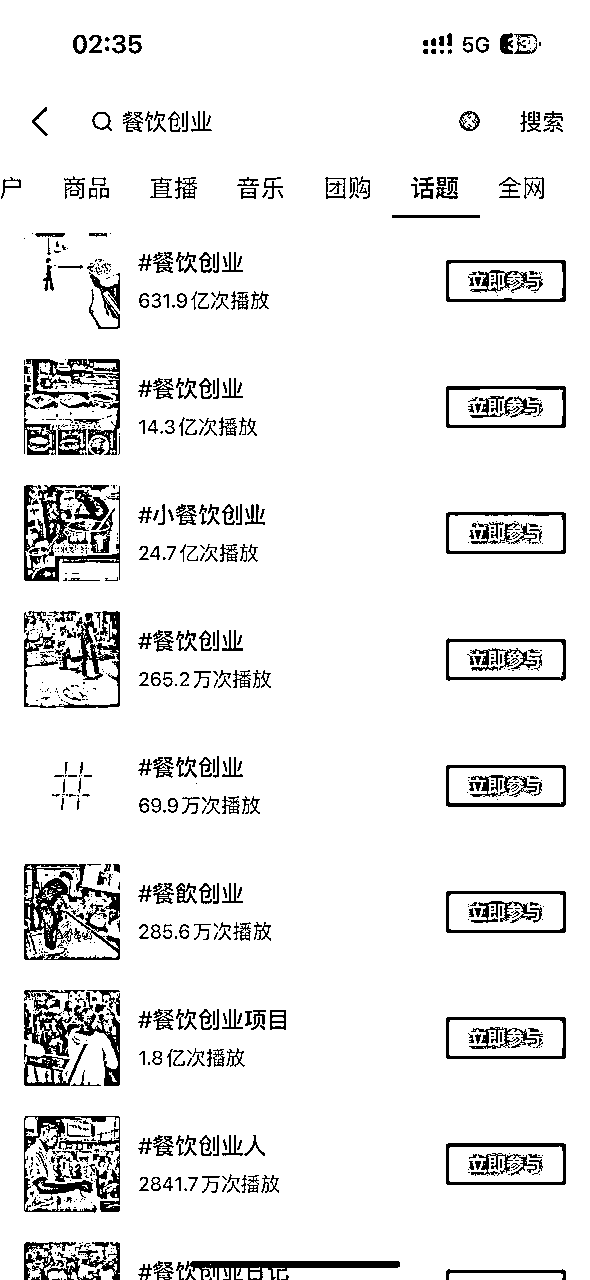 02:35
5G 33
餐饮创业 搜索
户 商品 直播 音乐 团购 话题 全网
#餐饮创业
631.9亿次播放
立即参与
#餐饮创业
14.3亿次播放
立即参与
#小餐饮创业
24.7亿次播放
立即参与
#餐饮创业
265.2万次播放
立即参与
#餐饮创业
69.9万次播放
立即参与
#餐飲创业
285.6万次播放
立即参与
#餐饮创业项目
1.8亿次播放
立即参与
#餐饮创业人
2841.7万次播放
立即参与
#餐饮创业日记